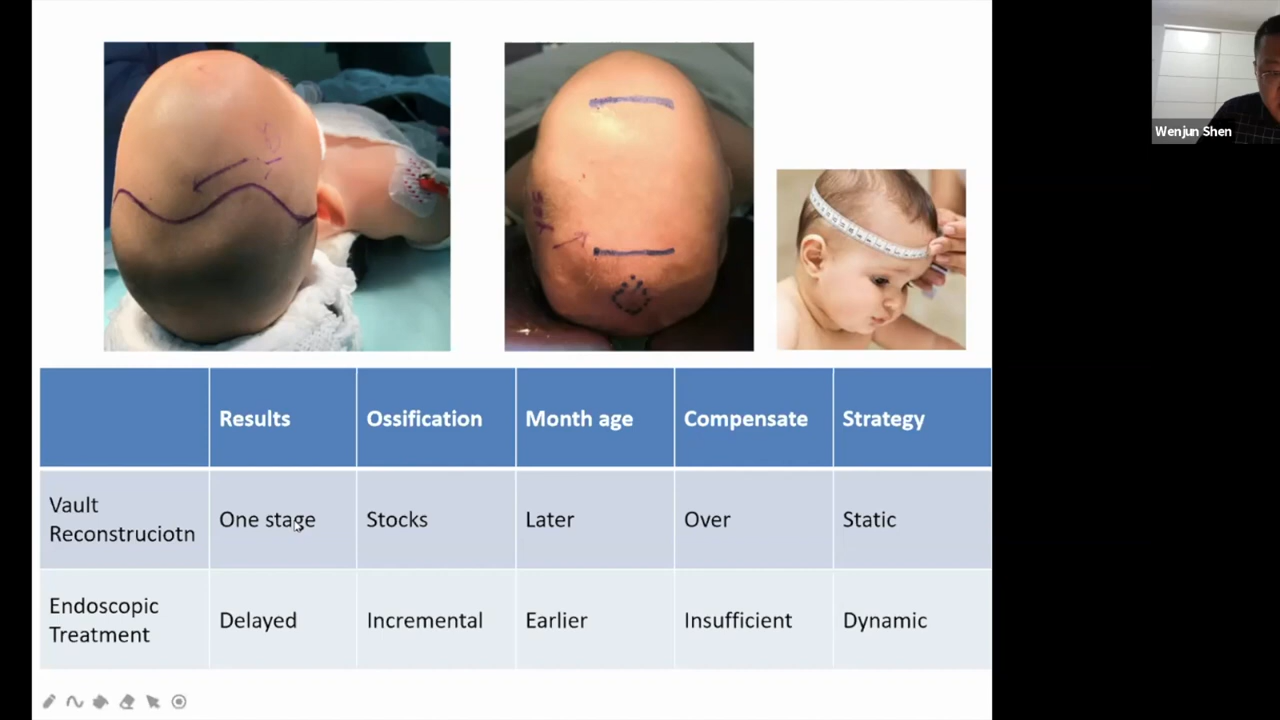 Wenjun Shen
Results
Ossification
Month age
Compensate
Strategy
Vault
Reconstruciotn
One stage
Stocks
Later
Over
Static
Endoscopic
Treatment
Delayed
Incremental
Earlier
Insufficient
Dynamic